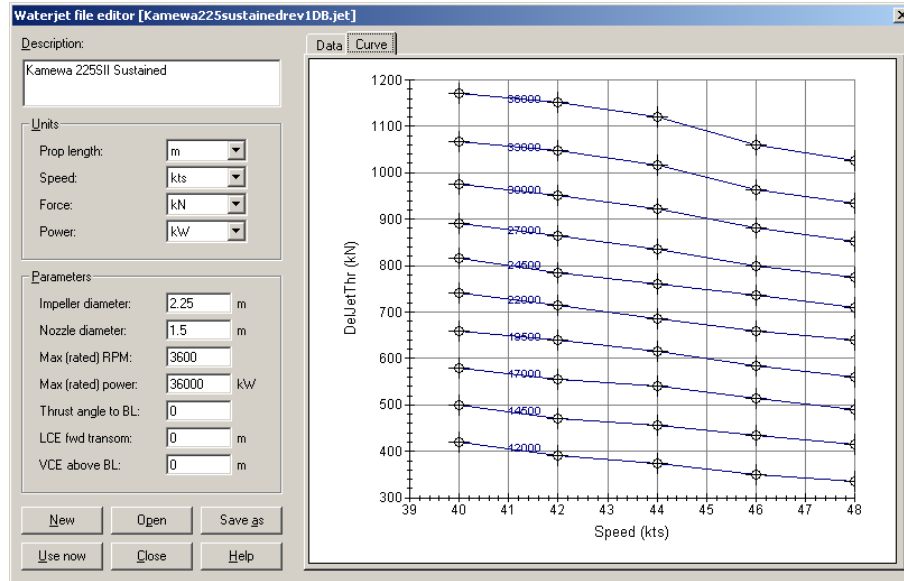 Waterjet file editor [Kamewa225sustainedrev1DB.jet]
Description:
Kamewa 225SII Sustained
Units
Prop length: m
Speed: kts
Force: kN
Power: kW
Parameters
Impeller diameter: 2.25 m
Nozzle diameter: 1.5 m
Max (rated) RPM: 3600
Max (rated) power: 36000 kW
Thrust angle to BL: 0
LCE fwd transom: 0 m
VCE above BL: 0 m
New Open Save as
Use now Close Help
Data Curve
DelJetThr (kN)
1200
1100
1000
900
800
700
600
500
400
300
36000
33000
30000
27000
24500
22000
19500
17000
14500
12000
39 40 41 42 43 44 45 46 47 48
Speed (kts)